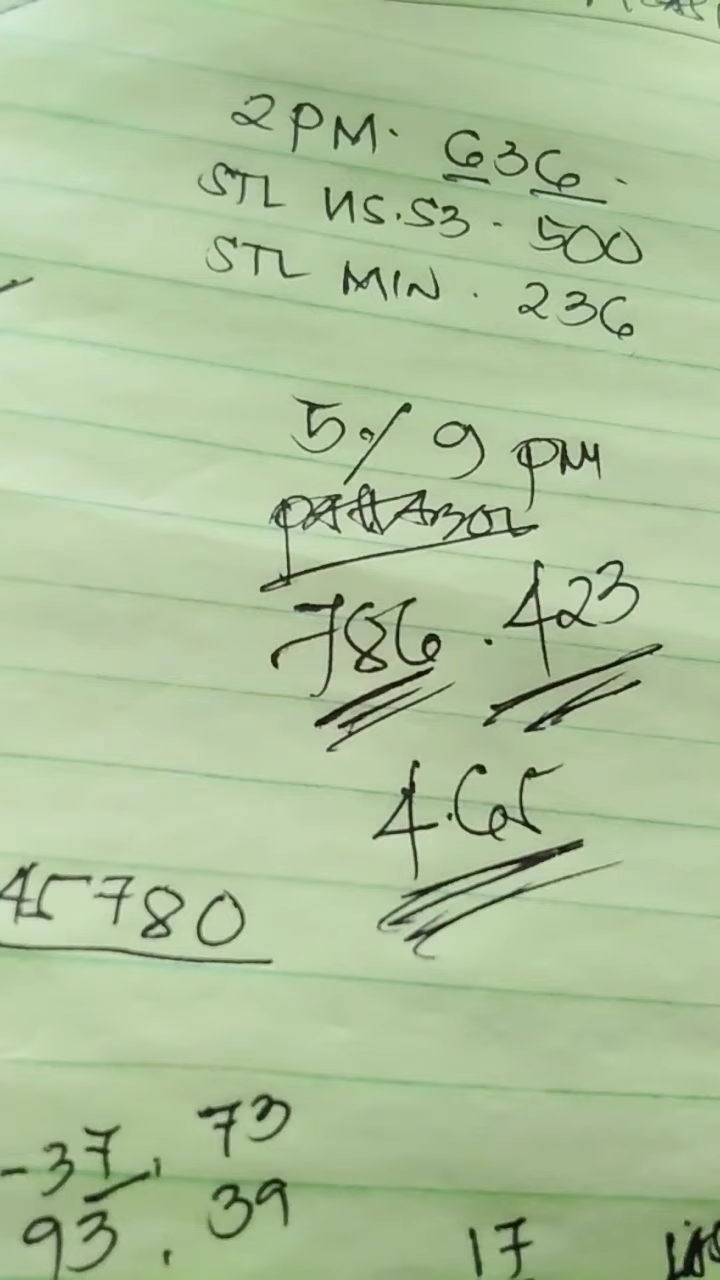 2PM. 636.
STL VIS.S3 - 500
STL MIN. 236
5 / 9 PM
786 . 423
4.65
45780
-37. 73
93. 39
17